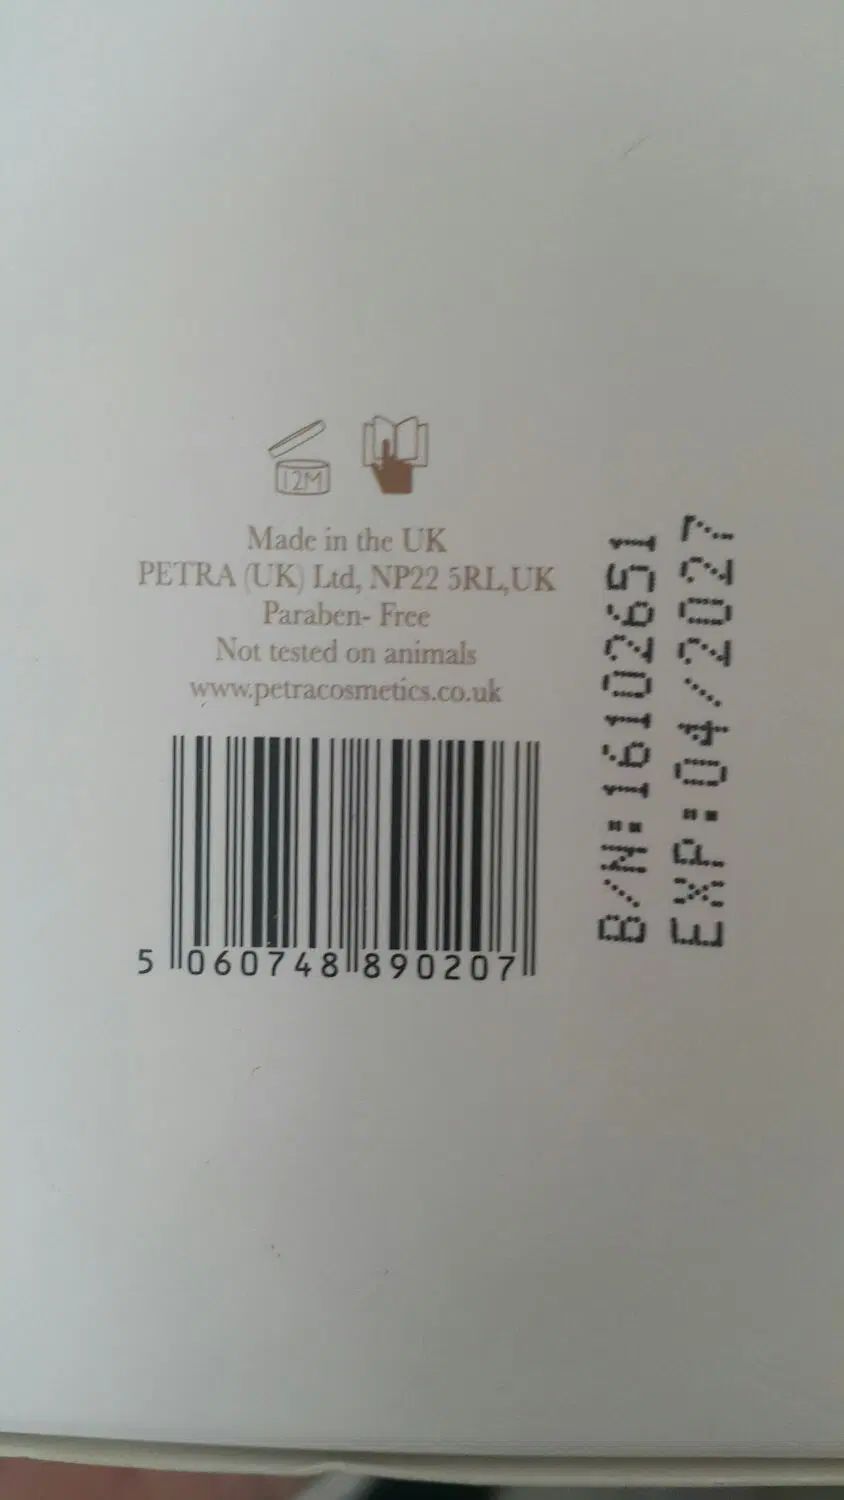 12M
Made in the UK
PETRA (UK) Ltd, NP22 5RL,UK
Paraben- Free
Not tested on animals
www.petracosmetics.co.uk
5 060748 890207
B/N:16102651
EXP:04/2027